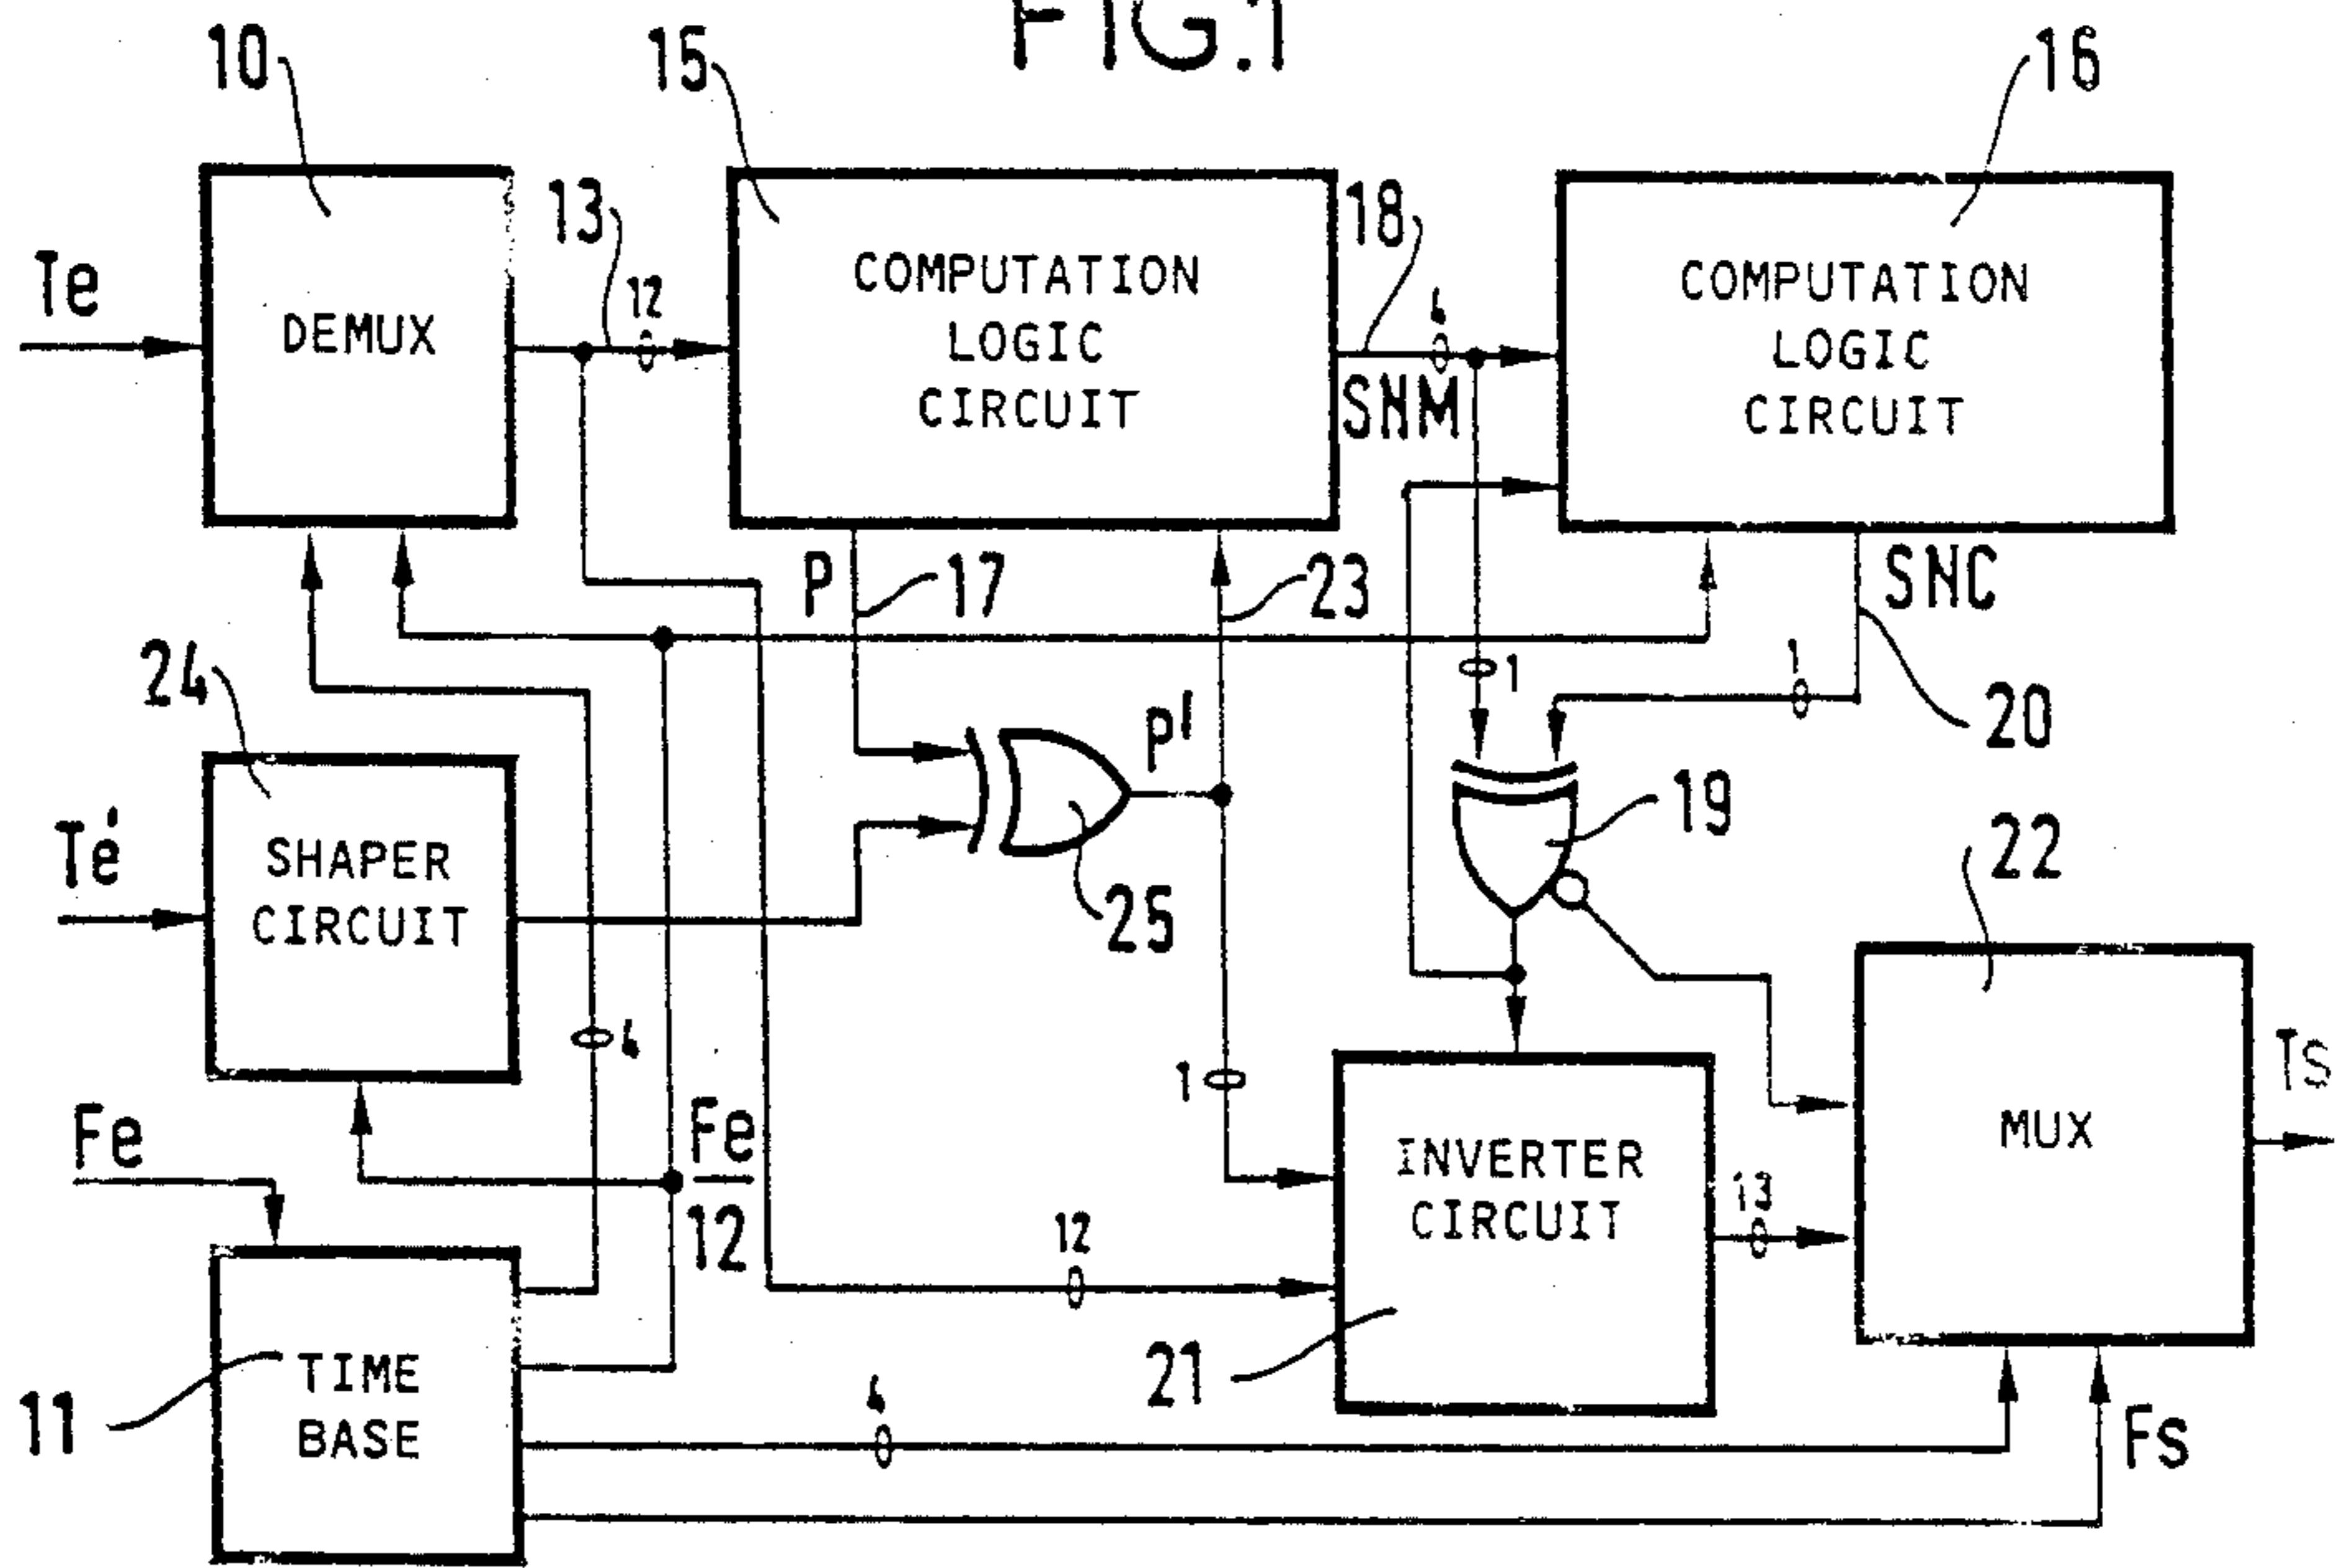 FIG.1
10
15
16
13
18
Te
12
4
DEMUX
COMPUTATION
LOGIC
CIRCUIT
COMPUTATION
LOGIC
CIRCUIT
SNM
P
17
23
SNC
24
1
1
20
P'
Te'
SHAPER
CIRCUIT
19
22
25
4
1
Fe
Fe
12
INVERTER
CIRCUIT
MUX
Ts
13
12
11
TIME
BASE
21
4
Fs